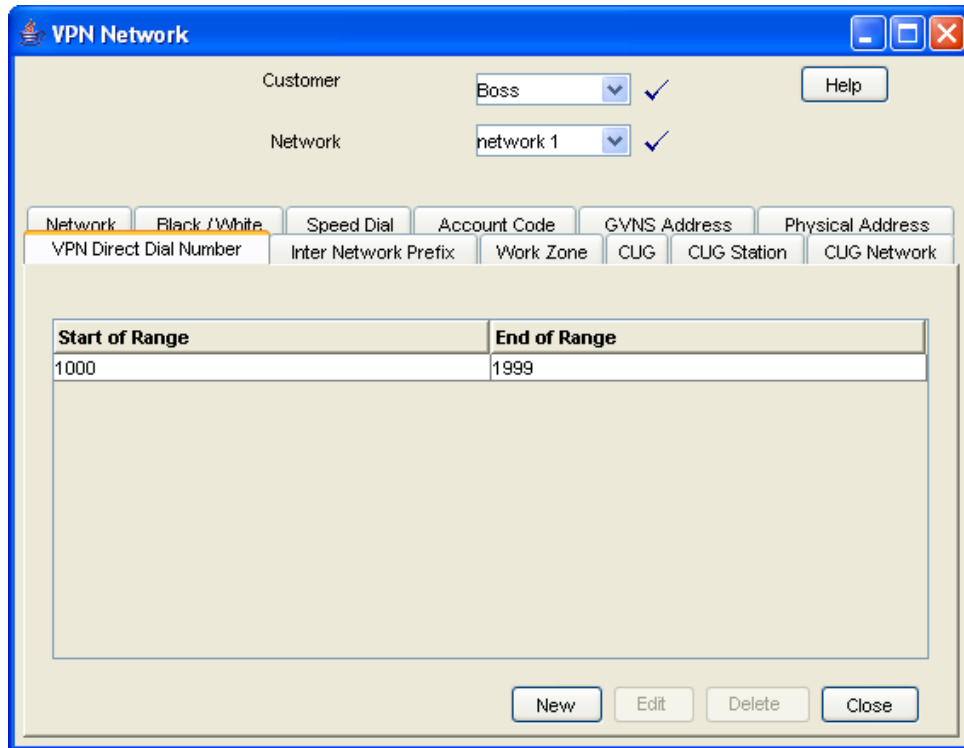 VPN Network
Customer Boss Help
Network network 1
Network Black / White Speed Dial Account Code GVNS Address Physical Address
VPN Direct Dial Number Inter Network Prefix Work Zone CUG CUG Station CUG Network
Start of Range End of Range
1000 1999
New Edit Delete Close